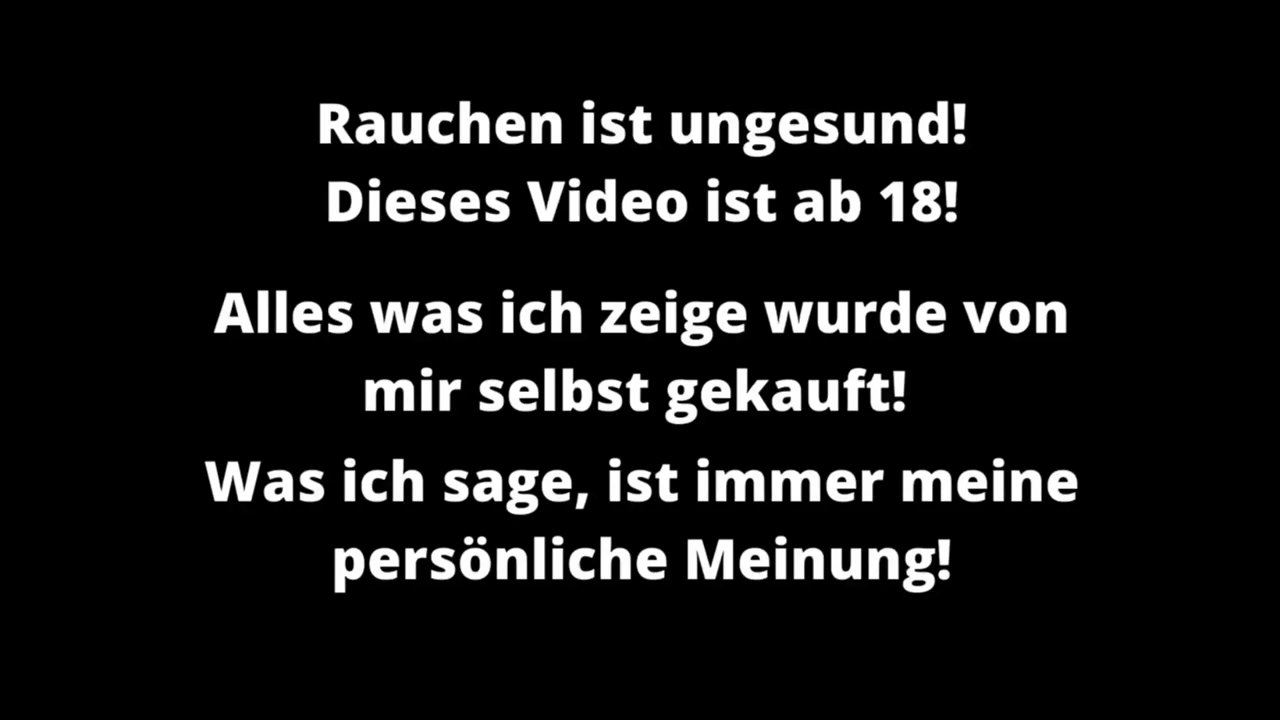 Rauchen ist ungesund!
Dieses Video ist ab 18!
Alles was ich zeige wurde von
mir selbst gekauft!
Was ich sage, ist immer meine
persönliche Meinung!